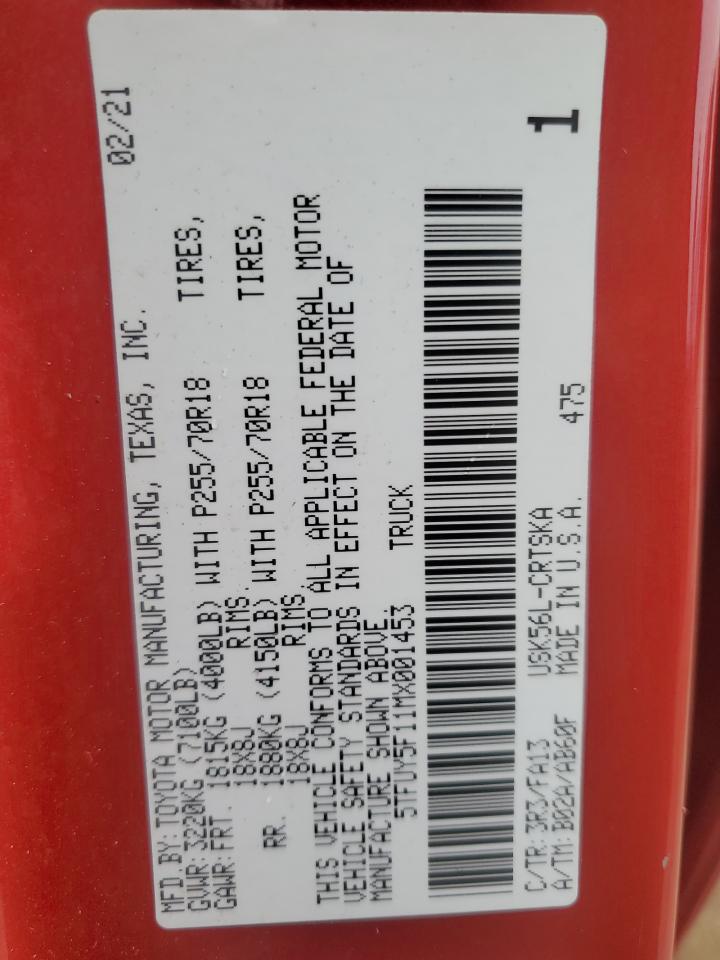 MFD.BY: TOYOTA MOTOR MANUFACTURING, TEXAS, INC. 02/21
GVWR: 3220KG (7100LB)
GAWR: FRT. 1815KG (4000LB) WITH P255/70R18 TIRES,
18X8J RIMS.
RR. 1880KG (4150LB) WITH P255/70R18 TIRES,
18X8J RIMS.
THIS VEHICLE CONFORMS TO ALL APPLICABLE FEDERAL MOTOR
VEHICLE SAFETY STANDARDS IN EFFECT ON THE DATE OF
MANUFACTURE SHOWN ABOVE.
5TFUY5F11MX001453 TRUCK
C/TR: 3R3/FA13 USK56L-CRTSKA
A/TM: B02A/AB60F MADE IN U.S.A. 475
1